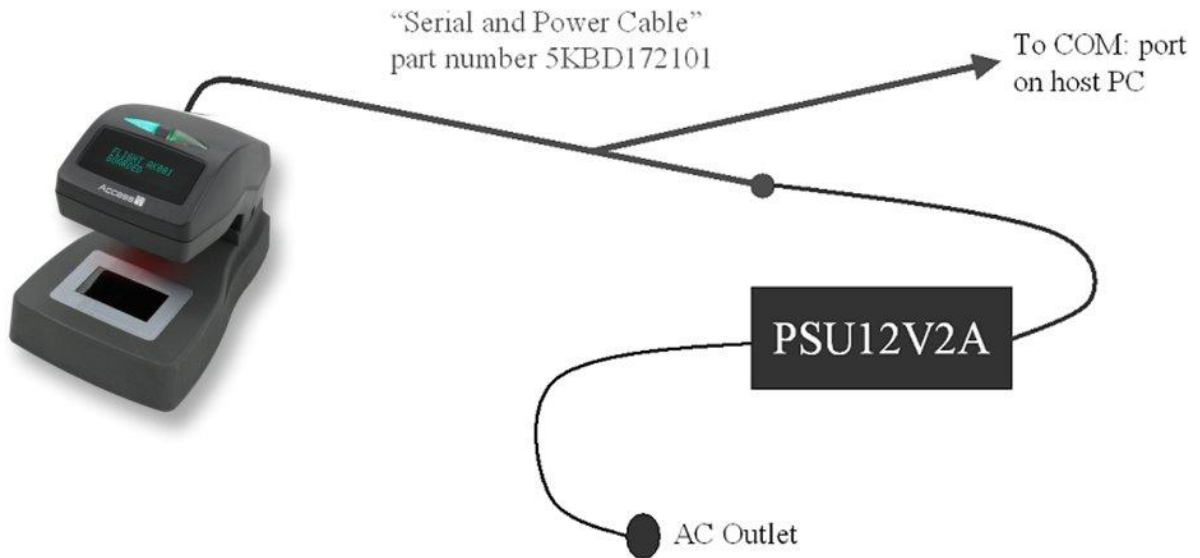 “Serial and Power Cable”
part number 5KBD172101
To COM: port
on host PC
FLIGHT AK081
BOARDED
Access
PSU12V2A
AC Outlet